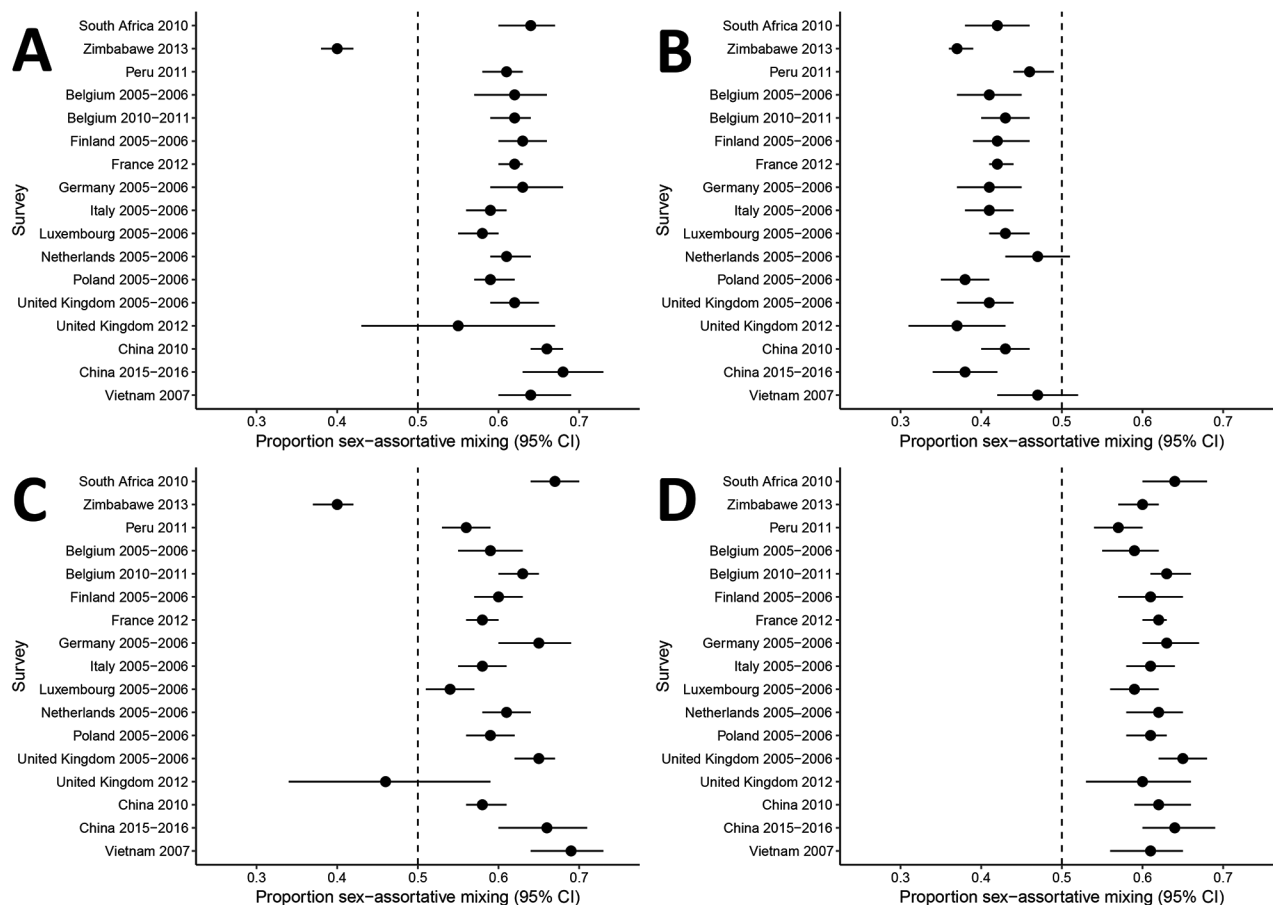 A
South Africa 2010
Zimbabawe 2013
Peru 2011
Belgium 2005−2006
Belgium 2010−2011
Finland 2005−2006
France 2012
Germany 2005−2006
Italy 2005−2006
Luxembourg 2005−2006
Netherlands 2005−2006
Poland 2005−2006
United Kingdom 2005−2006
United Kingdom 2012
China 2010
China 2015−2016
Vietnam 2007
Survey
0.3 0.4 0.5 0.6 0.7
Proportion sex−assortative mixing (95% CI)
B
South Africa 2010
Zimbabawe 2013
Peru 2011
Belgium 2005−2006
Belgium 2010−2011
Finland 2005−2006
France 2012
Germany 2005−2006
Italy 2005−2006
Luxembourg 2005−2006
Netherlands 2005−2006
Poland 2005−2006
United Kingdom 2005−2006
United Kingdom 2012
China 2010
China 2015−2016
Vietnam 2007
Survey
0.3 0.4 0.5 0.6 0.7
Proportion sex−assortative mixing (95% CI)
C
South Africa 2010
Zimbabawe 2013
Peru 2011
Belgium 2005−2006
Belgium 2010−2011
Finland 2005−2006
France 2012
Germany 2005−2006
Italy 2005−2006
Luxembourg 2005−2006
Netherlands 2005−2006
Poland 2005−2006
United Kingdom 2005−2006
United Kingdom 2012
China 2010
China 2015−2016
Vietnam 2007
Survey
0.3 0.4 0.5 0.6 0.7
Proportion sex−assortative mixing (95% CI)
D
South Africa 2010
Zimbabawe 2013
Peru 2011
Belgium 2005−2006
Belgium 2010−2011
Finland 2005−2006
France 2012
Germany 2005−2006
Italy 2005−2006
Luxembourg 2005−2006
Netherlands 2005–2006
Poland 2005−2006
United Kingdom 2005−2006
United Kingdom 2012
China 2010
China 2015−2016
Vietnam 2007
Survey
0.3 0.4 0.5 0.6 0.7
Proportion sex−assortative mixing (95% CI)